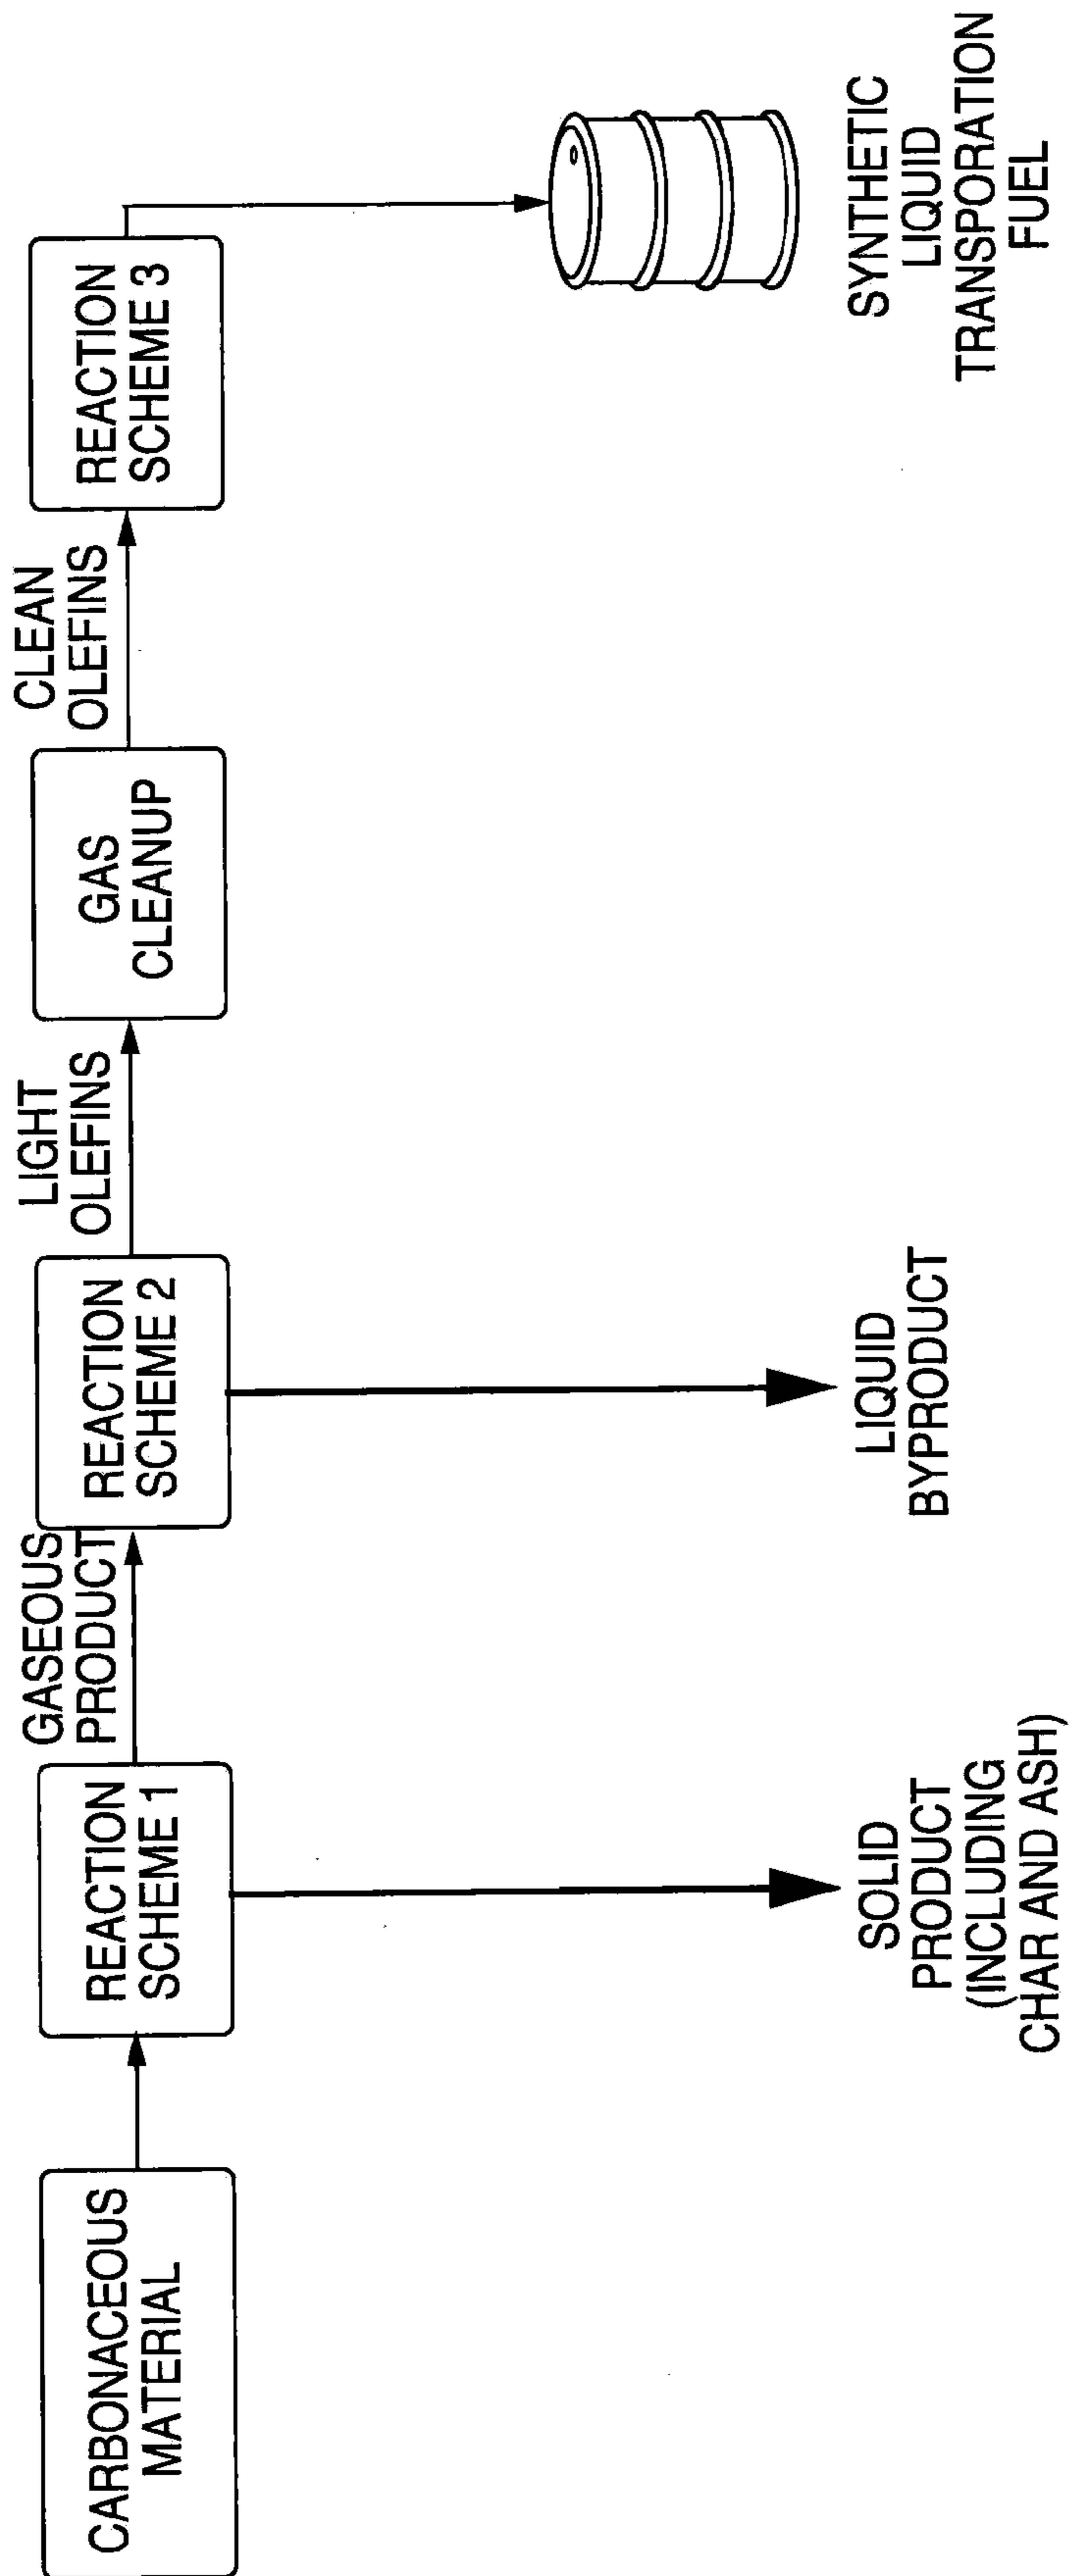 CARBONACEOUS
MATERIAL
REACTION
SCHEME 1
GASEOUS
PRODUCT
REACTION
SCHEME 2
LIGHT
OLEFINS
GAS
CLEANUP
CLEAN
OLEFINS
REACTION
SCHEME 3
SOLID
PRODUCT
(INCLUDING
CHAR AND ASH)
LIQUID
BYPRODUCT
SYNTHETIC
LIQUID
TRANSPORATION
FUEL